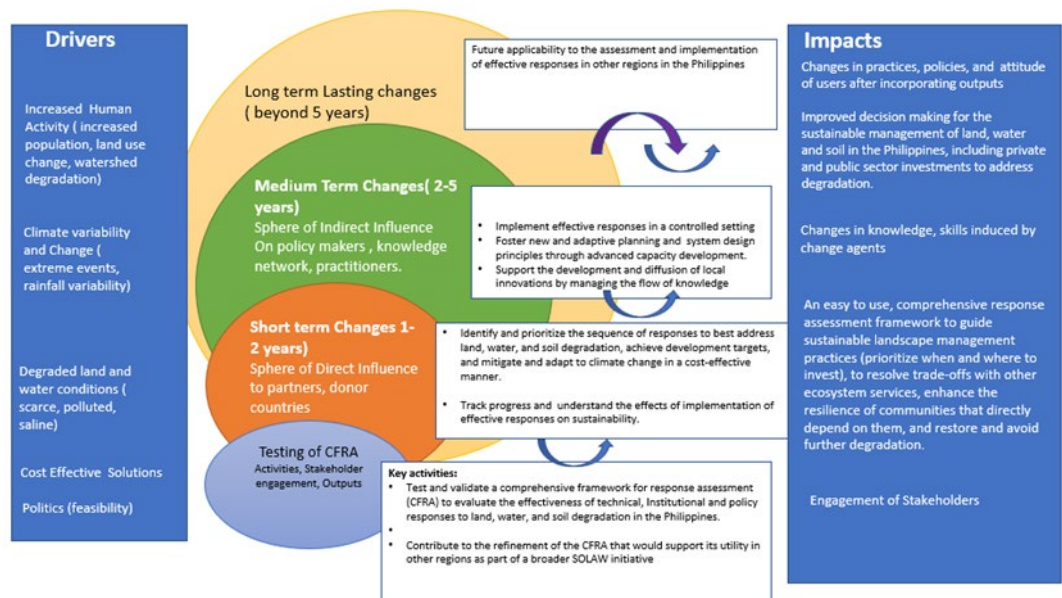 Drivers
Increased Human
Activity ( increased
population, land use
change, watershed
degradation)
Climate variability
and Change (
extreme events,
rainfall variability)
Degraded land and
water conditions (
scarce, polluted,
saline)
Cost Effective Solutions
Politics (feasibility)
Long term Lasting changes
( beyond 5 years)
Medium Term Changes( 2-5
years)
Sphere of Indirect Influence
On policy makers , knowledge
network, practitioners.
Short term Changes 1-
2 years)
Sphere of Direct Influence
to partners, donor
countries
Testing of CFRA
Activities, Stakeholder
engagement, Outputs
Future applicability to the assessment and implementation
of effective responses in other regions in the Philippines
• Implement effective responses in a controlled setting
• Foster new and adaptive planning and system design
principles through advanced capacity development.
• Support the development and diffusion of local
innovations by managing the flow of knowledge
• Identify and prioritize the sequence of responses to best address
land, water, and soil degradation, achieve development targets,
and mitigate and adapt to climate change in a cost-effective
manner.
• Track progress and understand the effects of implementation of
effective responses on sustainability.
Key activities:
• Test and validate a comprehensive framework for response assessment
(CFRA) to evaluate the effectiveness of technical, Institutional and policy
responses to land, water, and soil degradation in the Philippines.
•
• Contribute to the refinement of the CFRA that would support its utility in
other regions as part of a broader SOLAW initiative
Impacts
Changes in practices, policies, and attitude
of users after incorporating outputs
Improved decision making for the
sustainable management of land, water
and soil in the Philippines, including private
and public sector investments to address
degradation.
Changes in knowledge, skills induced by
change agents
An easy to use, comprehensive response
assessment framework to guide
sustainable landscape management
practices (prioritize when and where to
invest), to resolve trade-offs with other
ecosystem services, enhance the
resilience of communities that directly
depend on them, and restore and avoid
further degradation.
Engagement of Stakeholders